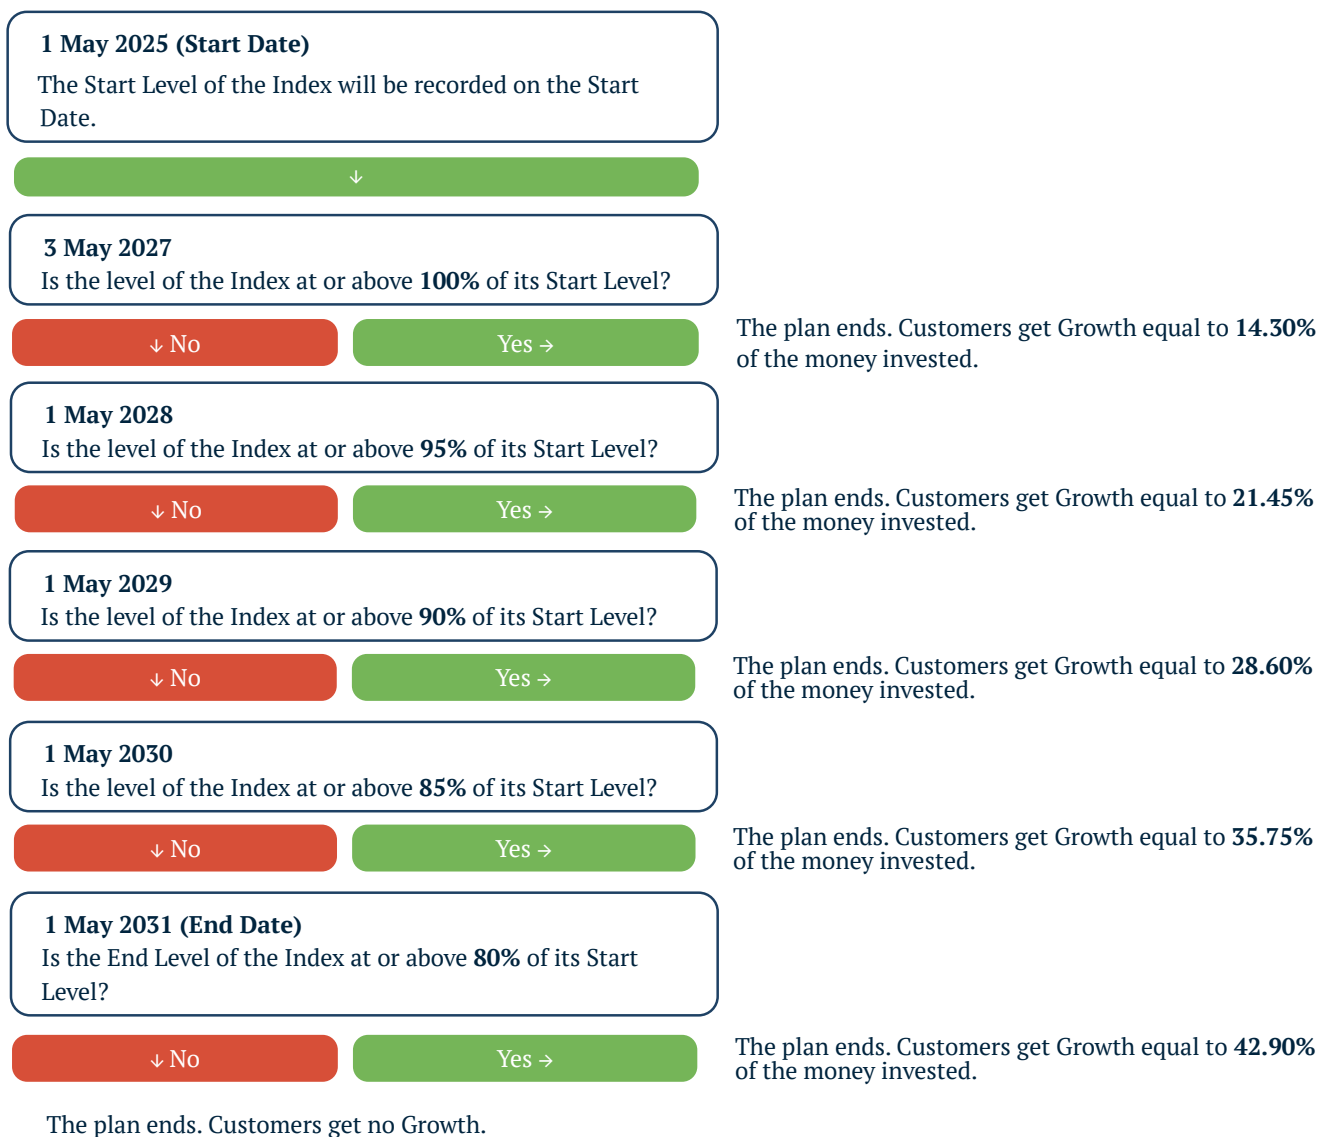 1 May 2025 (Start Date)
The Start Level of the Index will be recorded on the Start
Date.
↓
3 May 2027
Is the level of the Index at or above 100% of its Start Level?
↓ No
Yes →
The plan ends. Customers get Growth equal to 14.30%
of the money invested.
1 May 2028
Is the level of the Index at or above 95% of its Start Level?
↓ No
Yes →
The plan ends. Customers get Growth equal to 21.45%
of the money invested.
1 May 2029
Is the level of the Index at or above 90% of its Start Level?
↓ No
Yes →
The plan ends. Customers get Growth equal to 28.60%
of the money invested.
1 May 2030
Is the level of the Index at or above 85% of its Start Level?
↓ No
Yes →
The plan ends. Customers get Growth equal to 35.75%
of the money invested.
1 May 2031 (End Date)
Is the End Level of the Index at or above 80% of its Start
Level?
↓ No
Yes →
The plan ends. Customers get Growth equal to 42.90%
of the money invested.
The plan ends. Customers get no Growth.